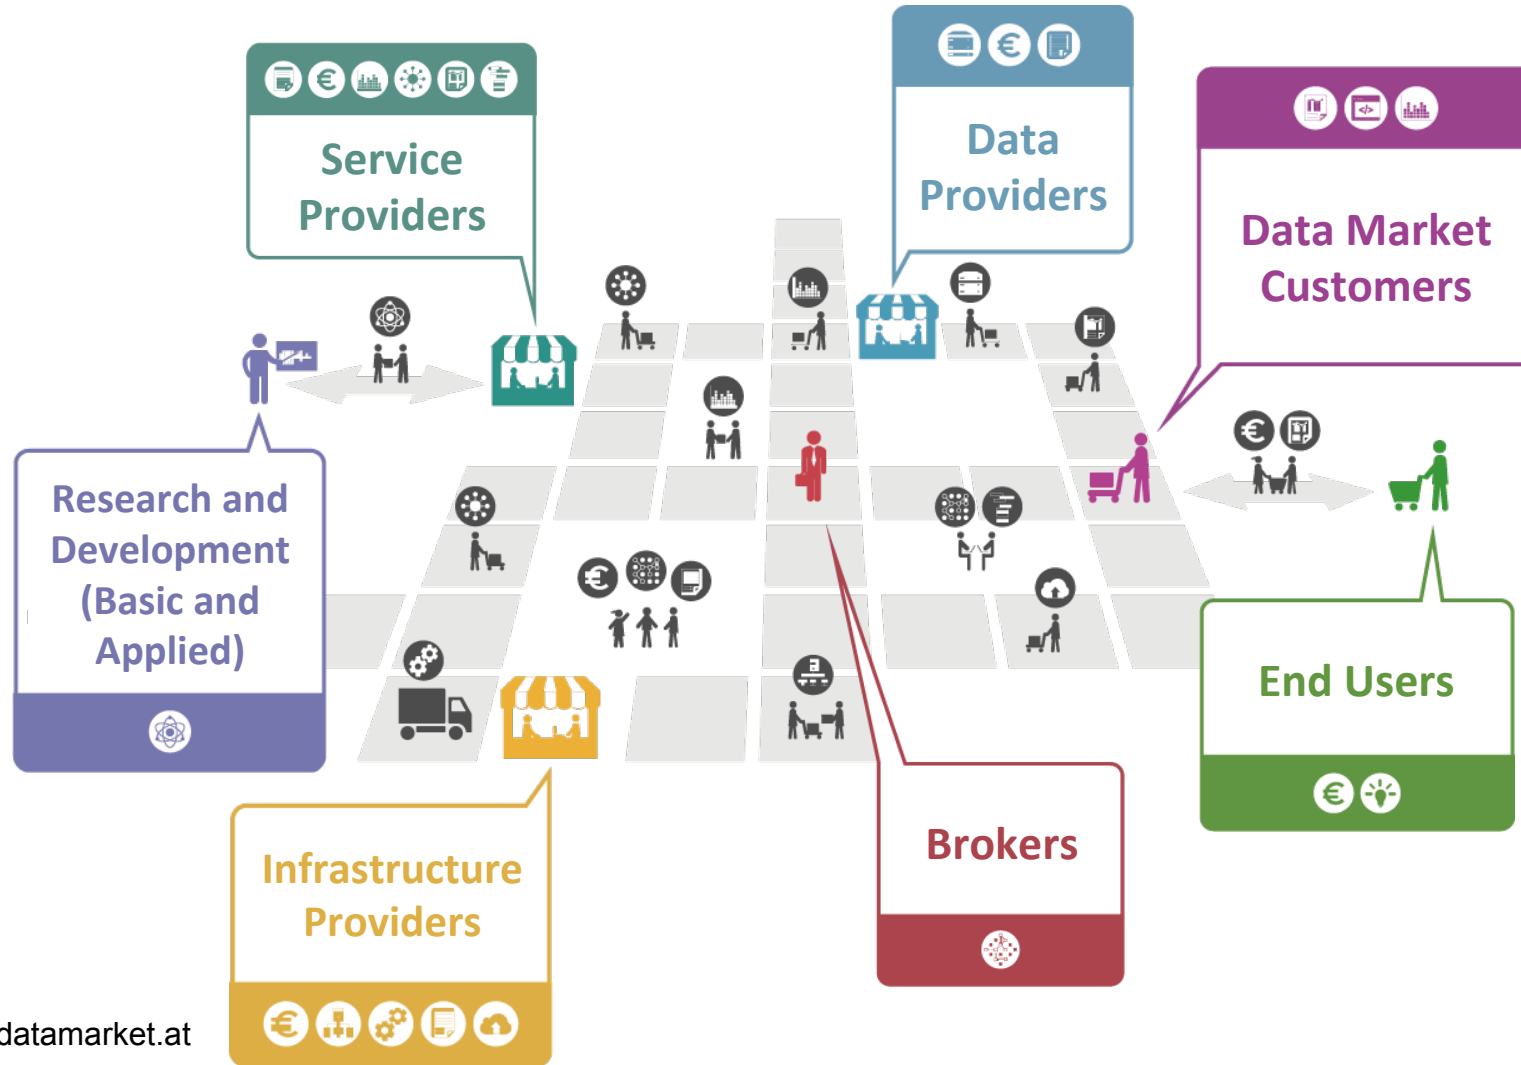 Service
Providers
Data
Providers
Data Market
Customers
Research and
Development
(Basic and
Applied)
End Users
Infrastructure
Providers
Brokers
datamarket.at